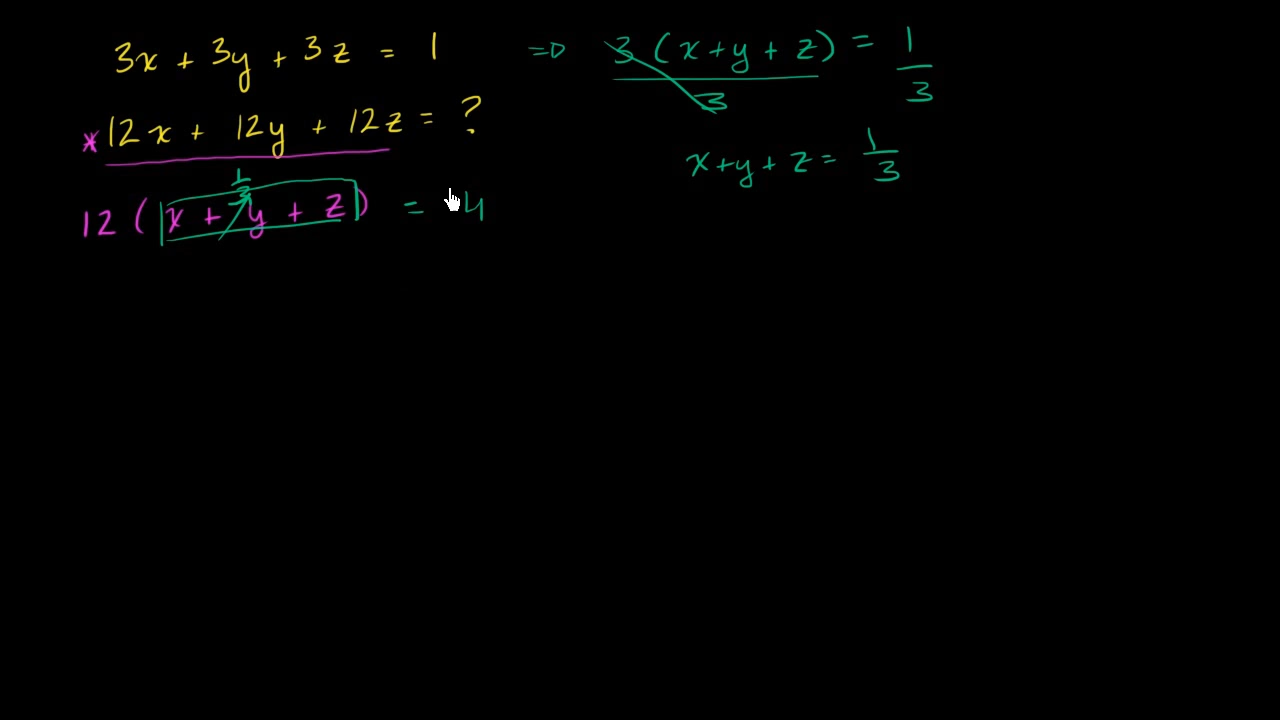 3x + 3y + 3z = 1 => 3(x+y+z)/3 = 1/3
*12x + 12y + 12z = ?
x+y+z = 1/3
1/3
12(x + y + z) = 4